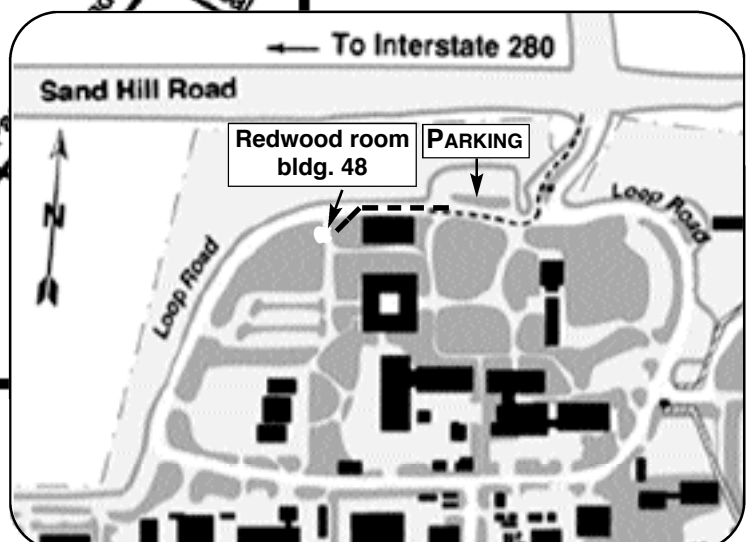 To Interstate 280
Sand Hill Road
Redwood room
bldg. 48
PARKING
Loop Road
N
Loop Road